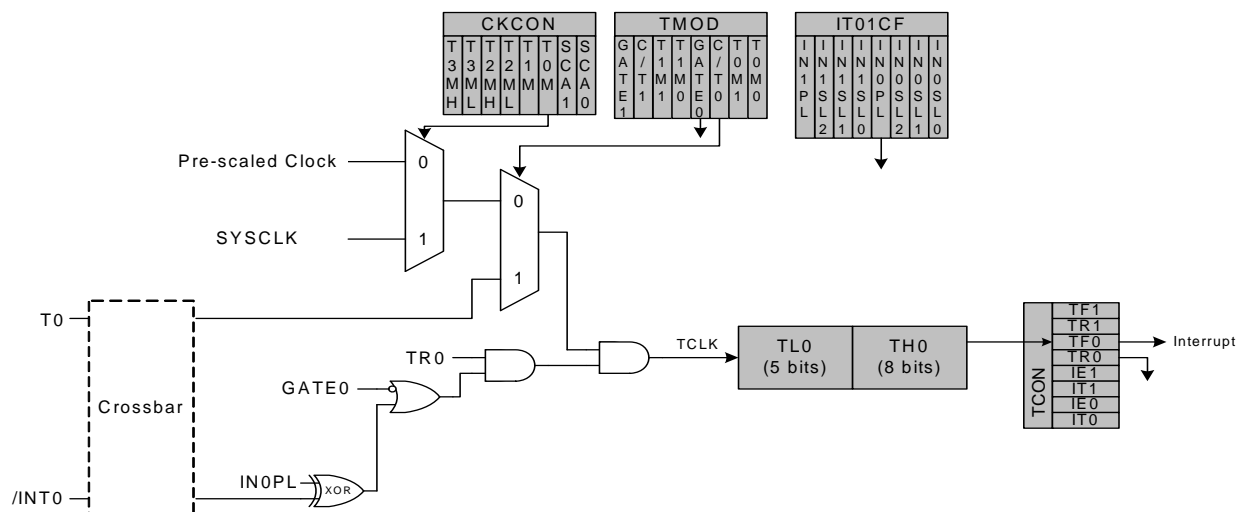 CKCON
T3MH T3ML T2MH T2ML T1M T0M SCA1 SCA0
TMOD
GATE1 C/T1 T1M1 T1M0 GATE0 C/T0 T0M1 T0M0
IT01CF
IN1PL IN1SL2 IN1SL1 IN1SL0 IN0PL IN0SL2 IN0SL1 IN0SL0
Pre-scaled Clock
0
SYSCLK
1
0
1
T0
Crossbar
/INT0
TR0
GATE0
IN0PL
XOR
TCLK
TL0
(5 bits)
TH0
(8 bits)
TCON
TF1
TR1
TF0
TR0
IE1
IT1
IE0
IT0
Interrupt